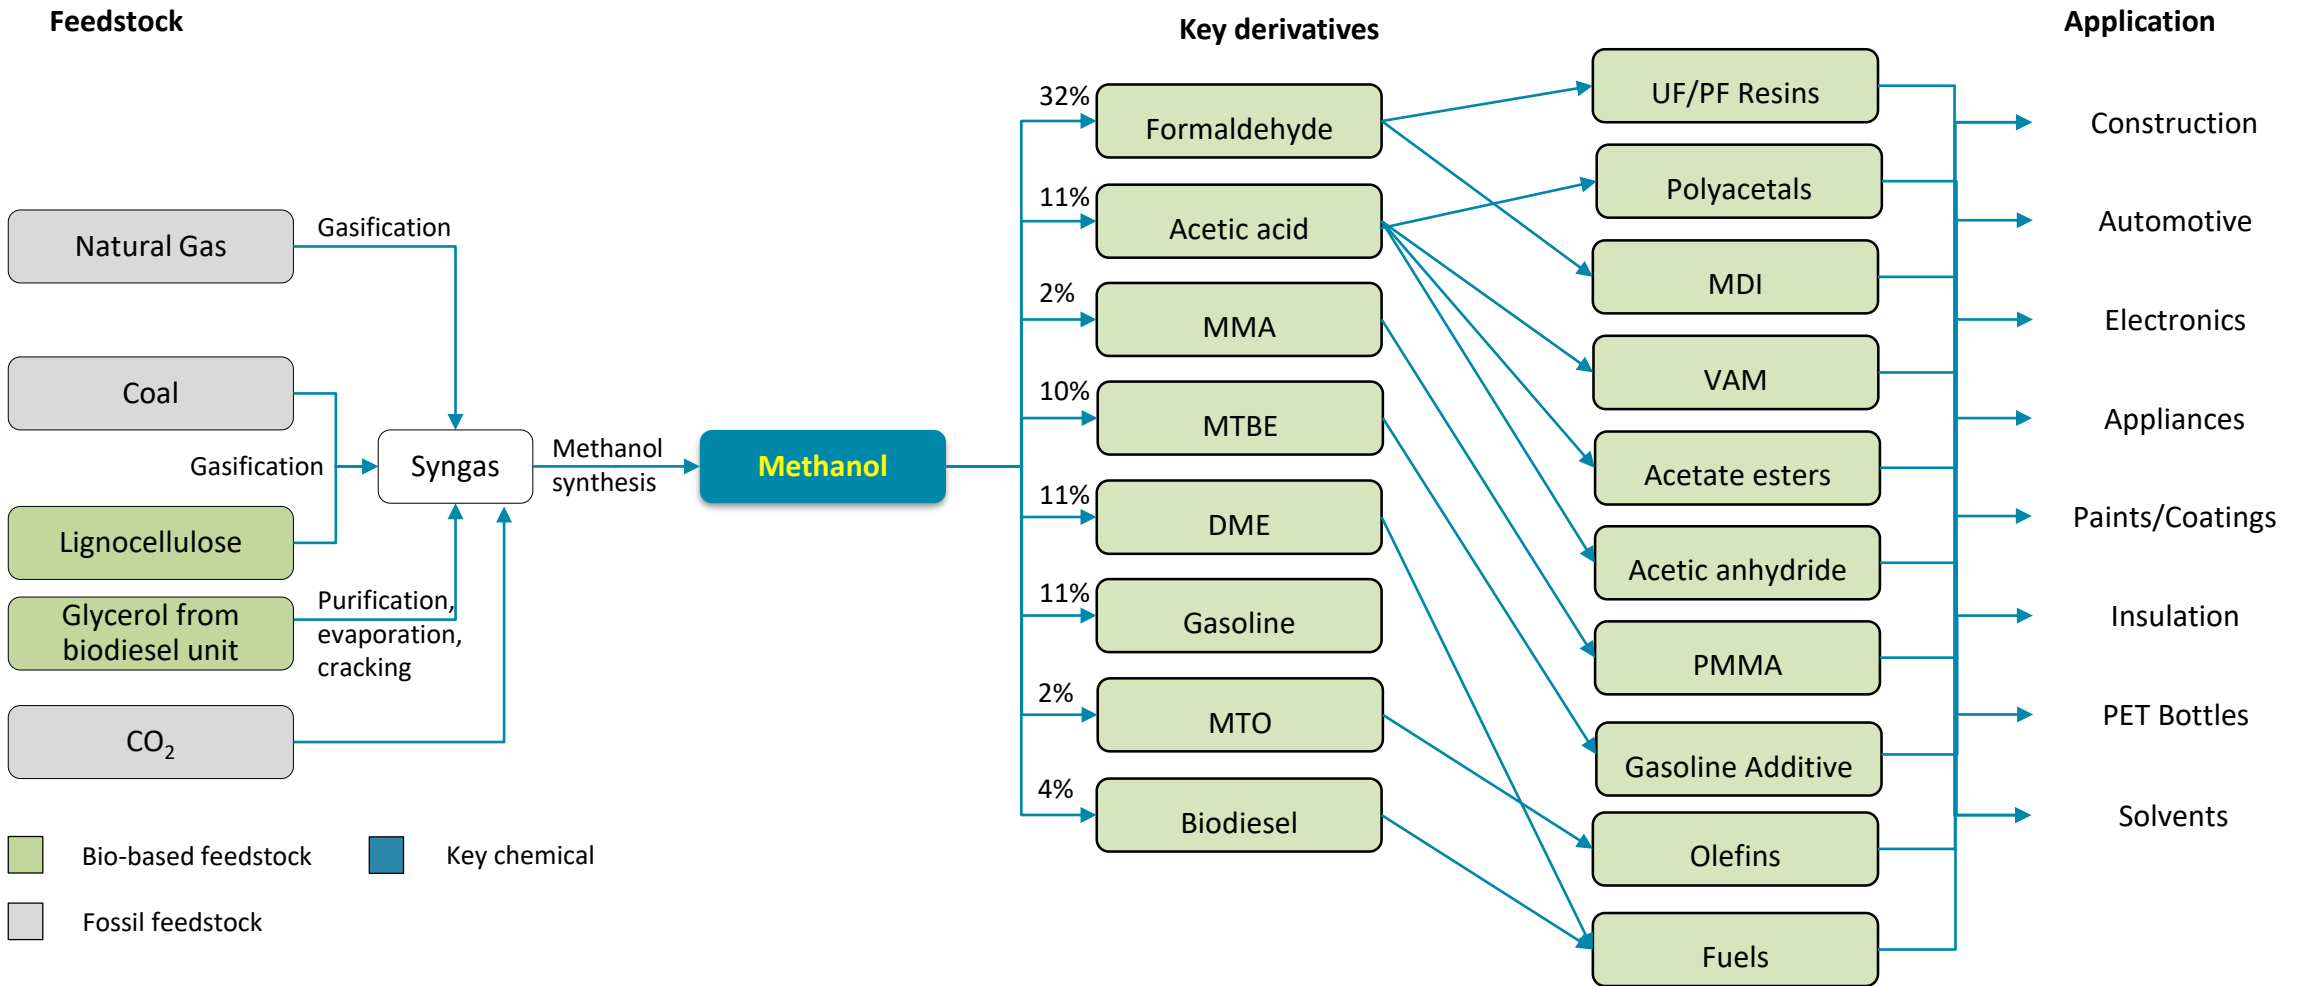 Feedstock
Key derivatives
Application
Natural Gas
Gasification
Coal
Gasification
Lignocellulose
Glycerol from
biodiesel unit
Purification,
evaporation,
cracking
CO2
Syngas
Methanol
synthesis
Methanol
32%
Formaldehyde
11%
Acetic acid
2%
MMA
10%
MTBE
11%
DME
11%
Gasoline
2%
MTO
4%
Biodiesel
UF/PF Resins
Polyacetals
MDI
VAM
Acetate esters
Acetic anhydride
PMMA
Gasoline Additive
Olefins
Fuels
Construction
Automotive
Electronics
Appliances
Paints/Coatings
Insulation
PET Bottles
Solvents
Bio-based feedstock
Key chemical
Fossil feedstock